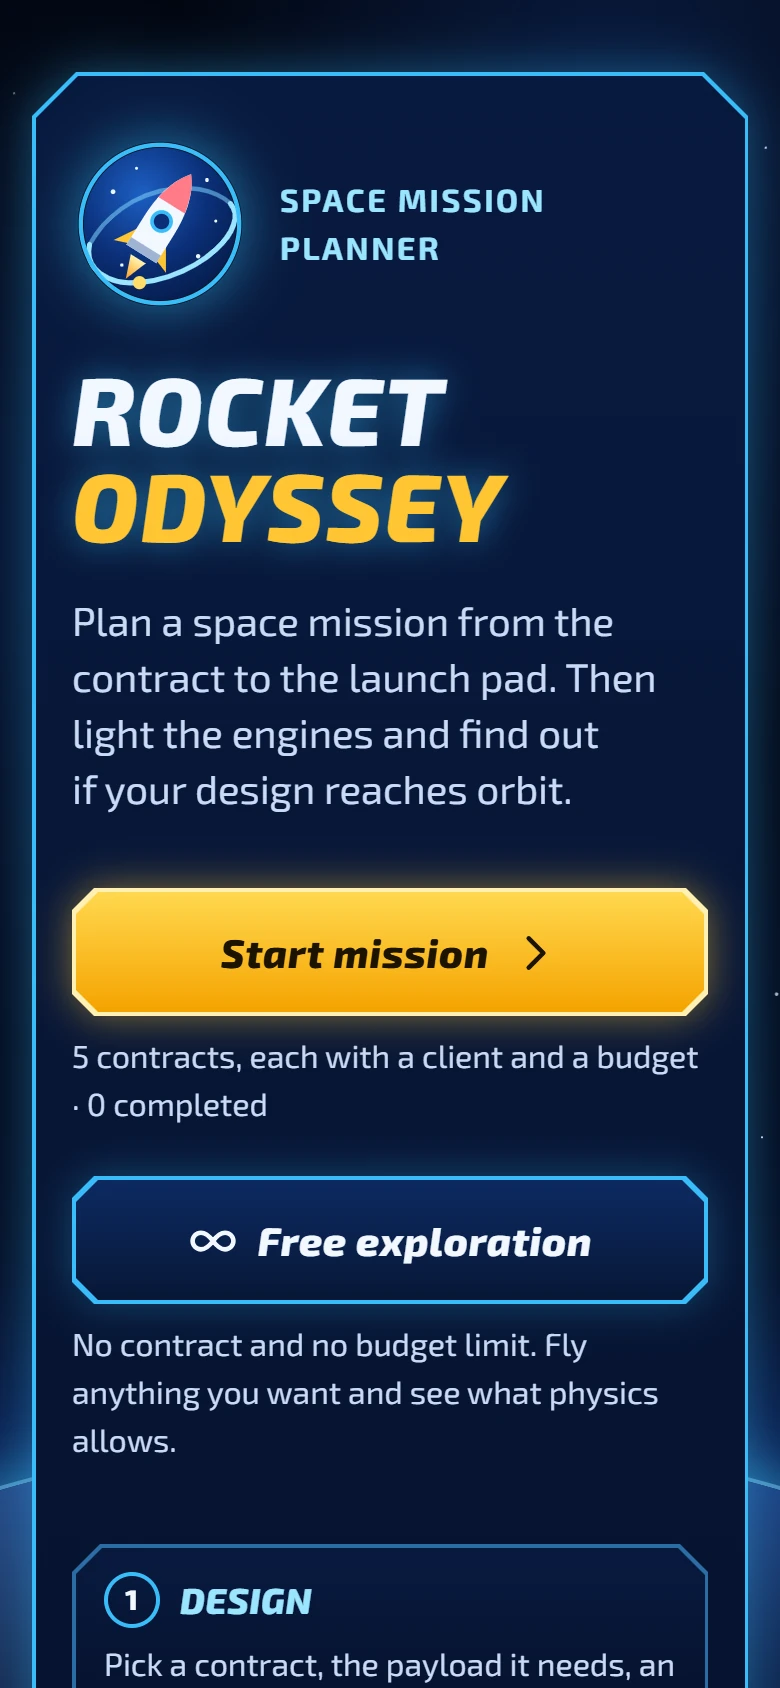 SPACE MISSION
PLANNER
ROCKET
ODYSSEY
Plan a space mission from the
contract to the launch pad. Then
light the engines and find out
if your design reaches orbit.
Start mission
5 contracts, each with a client and a budget
· 0 completed
Free exploration
No contract and no budget limit. Fly
anything you want and see what physics
allows.
1 DESIGN
Pick a contract, the payload it needs, an